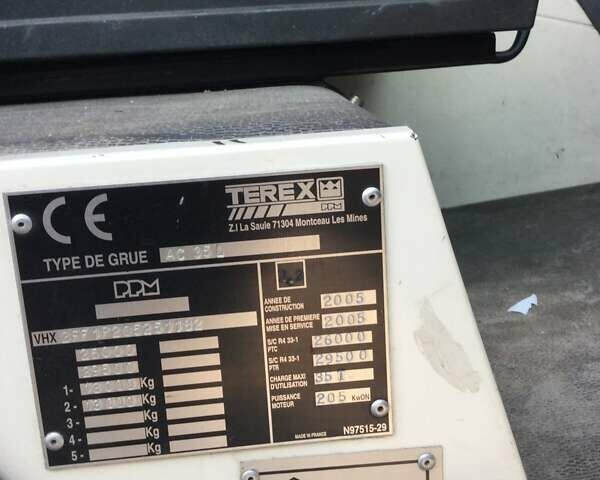 CE
TEREX
PPM
Z.I La Saule 71304 Montceau Les Mines
TYPE DE GRUE AC 35 L
PPM
VHX
1- Kg
2 - Kg
3 - Kg
4 - Kg
5 - Kg
ANNEE DE CONSTRUCTION 2005
ANNEE DE PREMIERE MISE EN SERVICE 2005
S/C R4 33-1 PTC 26000
S/C R4 33-1 PTR 29500
CHARGE MAXI D'UTILISATION 35 T
PUISSANCE MOTEUR 205 KwON
MADE IN FRANCE
N97515-29